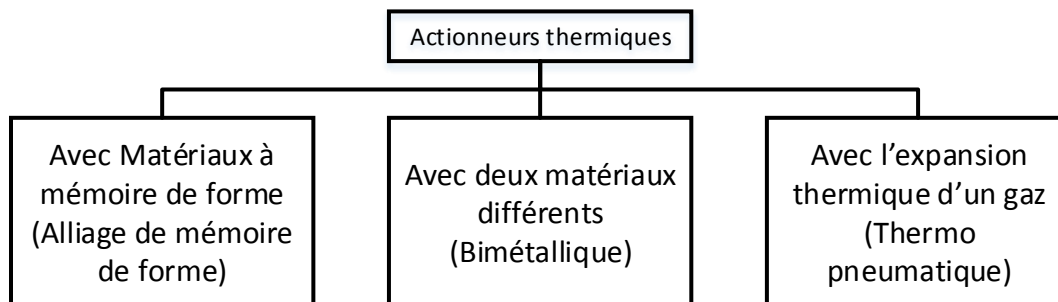 Actionneurs thermiques
Avec Matériaux à
mémoire de forme
(Alliage de mémoire
de forme)
Avec deux matériaux
différents
(Bimétallique)
Avec l’expansion
thermique d’un gaz
(Thermo
pneumatique)